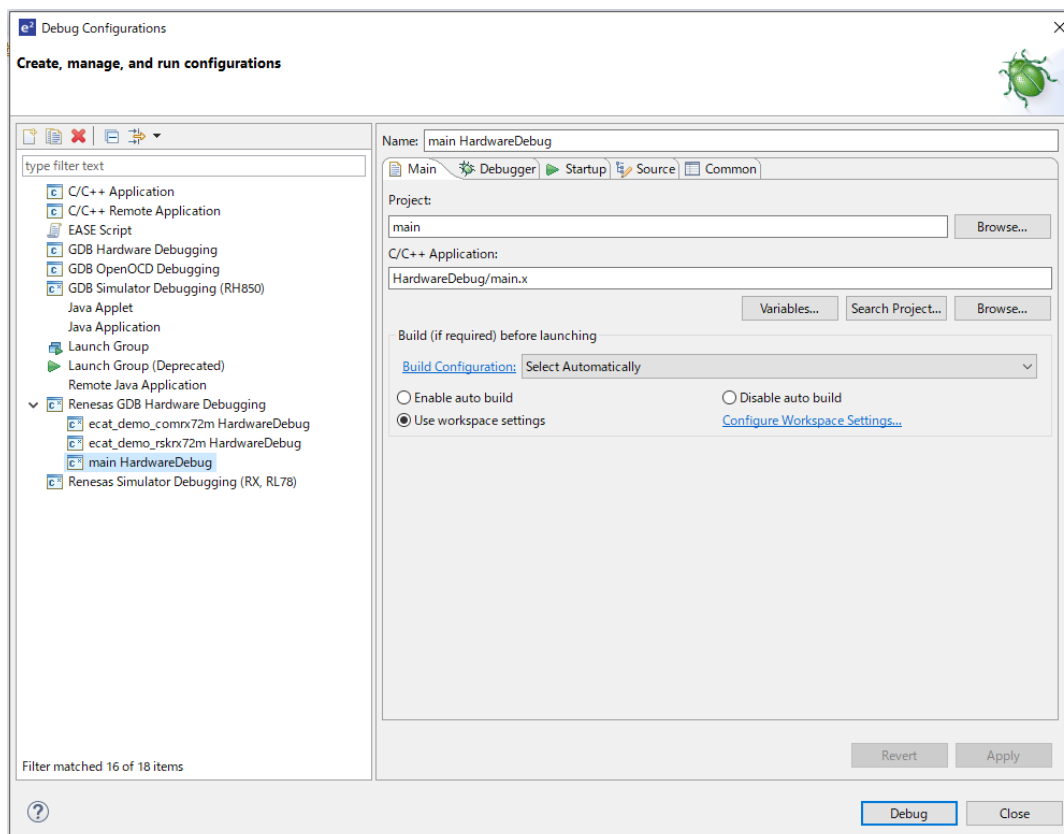 e² Debug Configurations
Create, manage, and run configurations
type filter text
C/C++ Application
C/C++ Remote Application
EASE Script
GDB Hardware Debugging
GDB OpenOCD Debugging
GDB Simulator Debugging (RH850)
Java Applet
Java Application
Launch Group
Launch Group (Deprecated)
Remote Java Application
Renesas GDB Hardware Debugging
ecat_demo_comrx72m HardwareDebug
ecat_demo_rskrx72m HardwareDebug
main HardwareDebug
Renesas Simulator Debugging (RX, RL78)
Filter matched 16 of 18 items
Name: main HardwareDebug
Main Debugger Startup Source Common
Project:
main Browse...
C/C++ Application:
HardwareDebug/main.x
Variables... Search Project... Browse...
Build (if required) before launching
Build Configuration: Select Automatically
Enable auto build Disable auto build
Use workspace settings Configure Workspace Settings...
Revert Apply
Debug Close